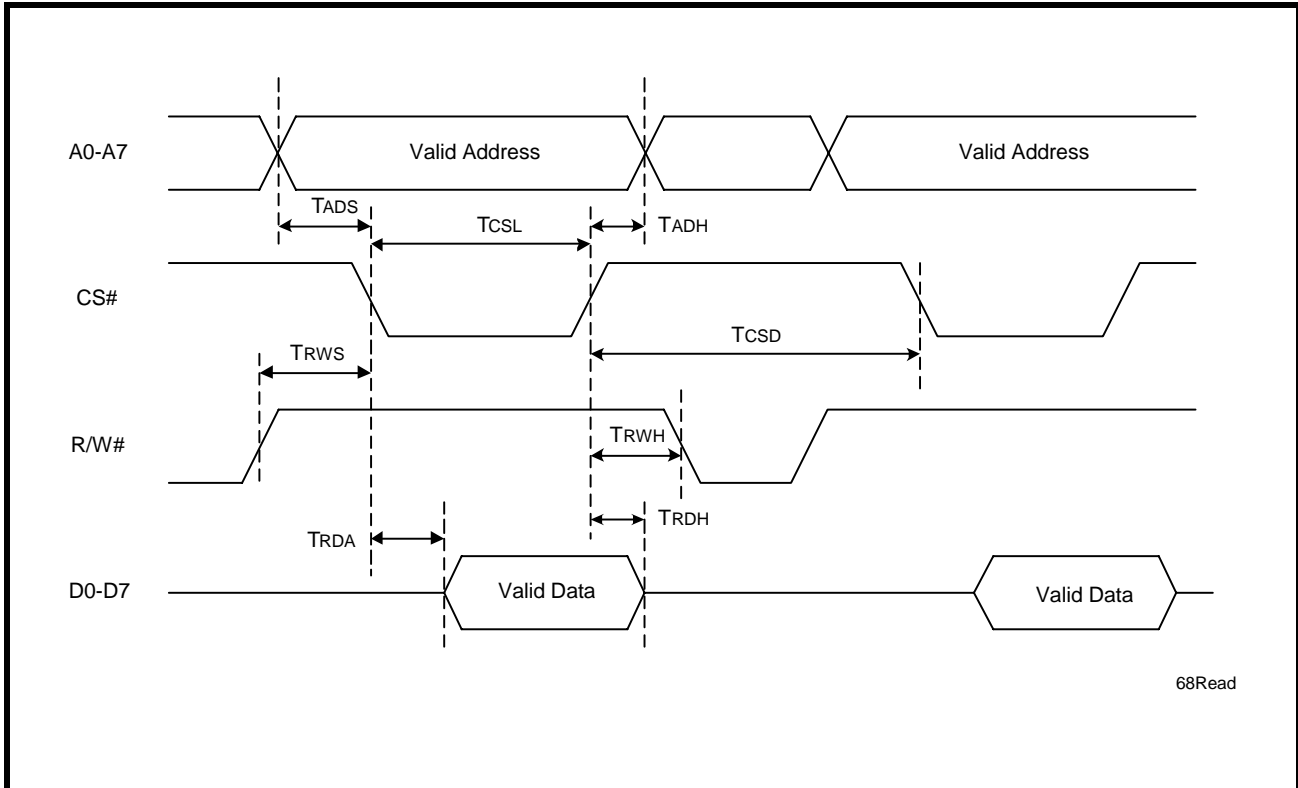 A0-A7
Valid Address
Valid Address
TADS
TCSL
TADH
CS#
TCSD
TRWS
R/W#
TRWH
TRDH
TRDA
D0-D7
Valid Data
Valid Data
68Read